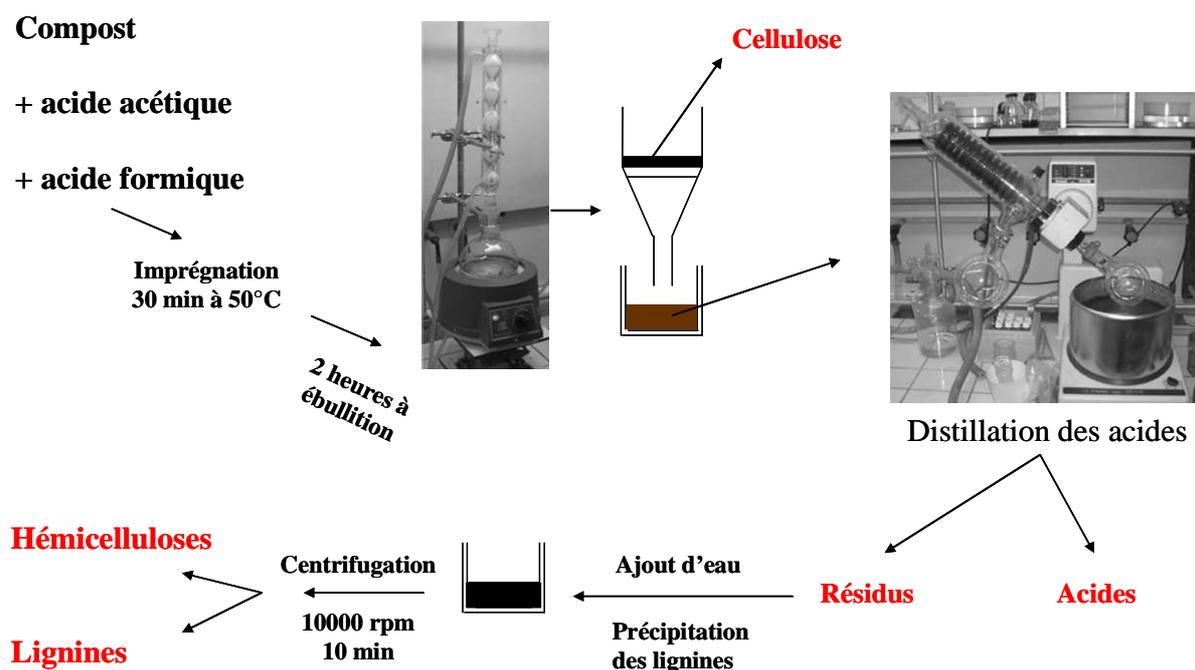 Compost
+ acide acétique
+ acide formique
Imprégnation
30 min à 50°C
2 heures à
ébullition
Cellulose
Distillation des acides
Résidus
Acides
Ajout d’eau
Précipitation
des lignines
Centrifugation
10000 rpm
10 min
Hémicelluloses
Lignines